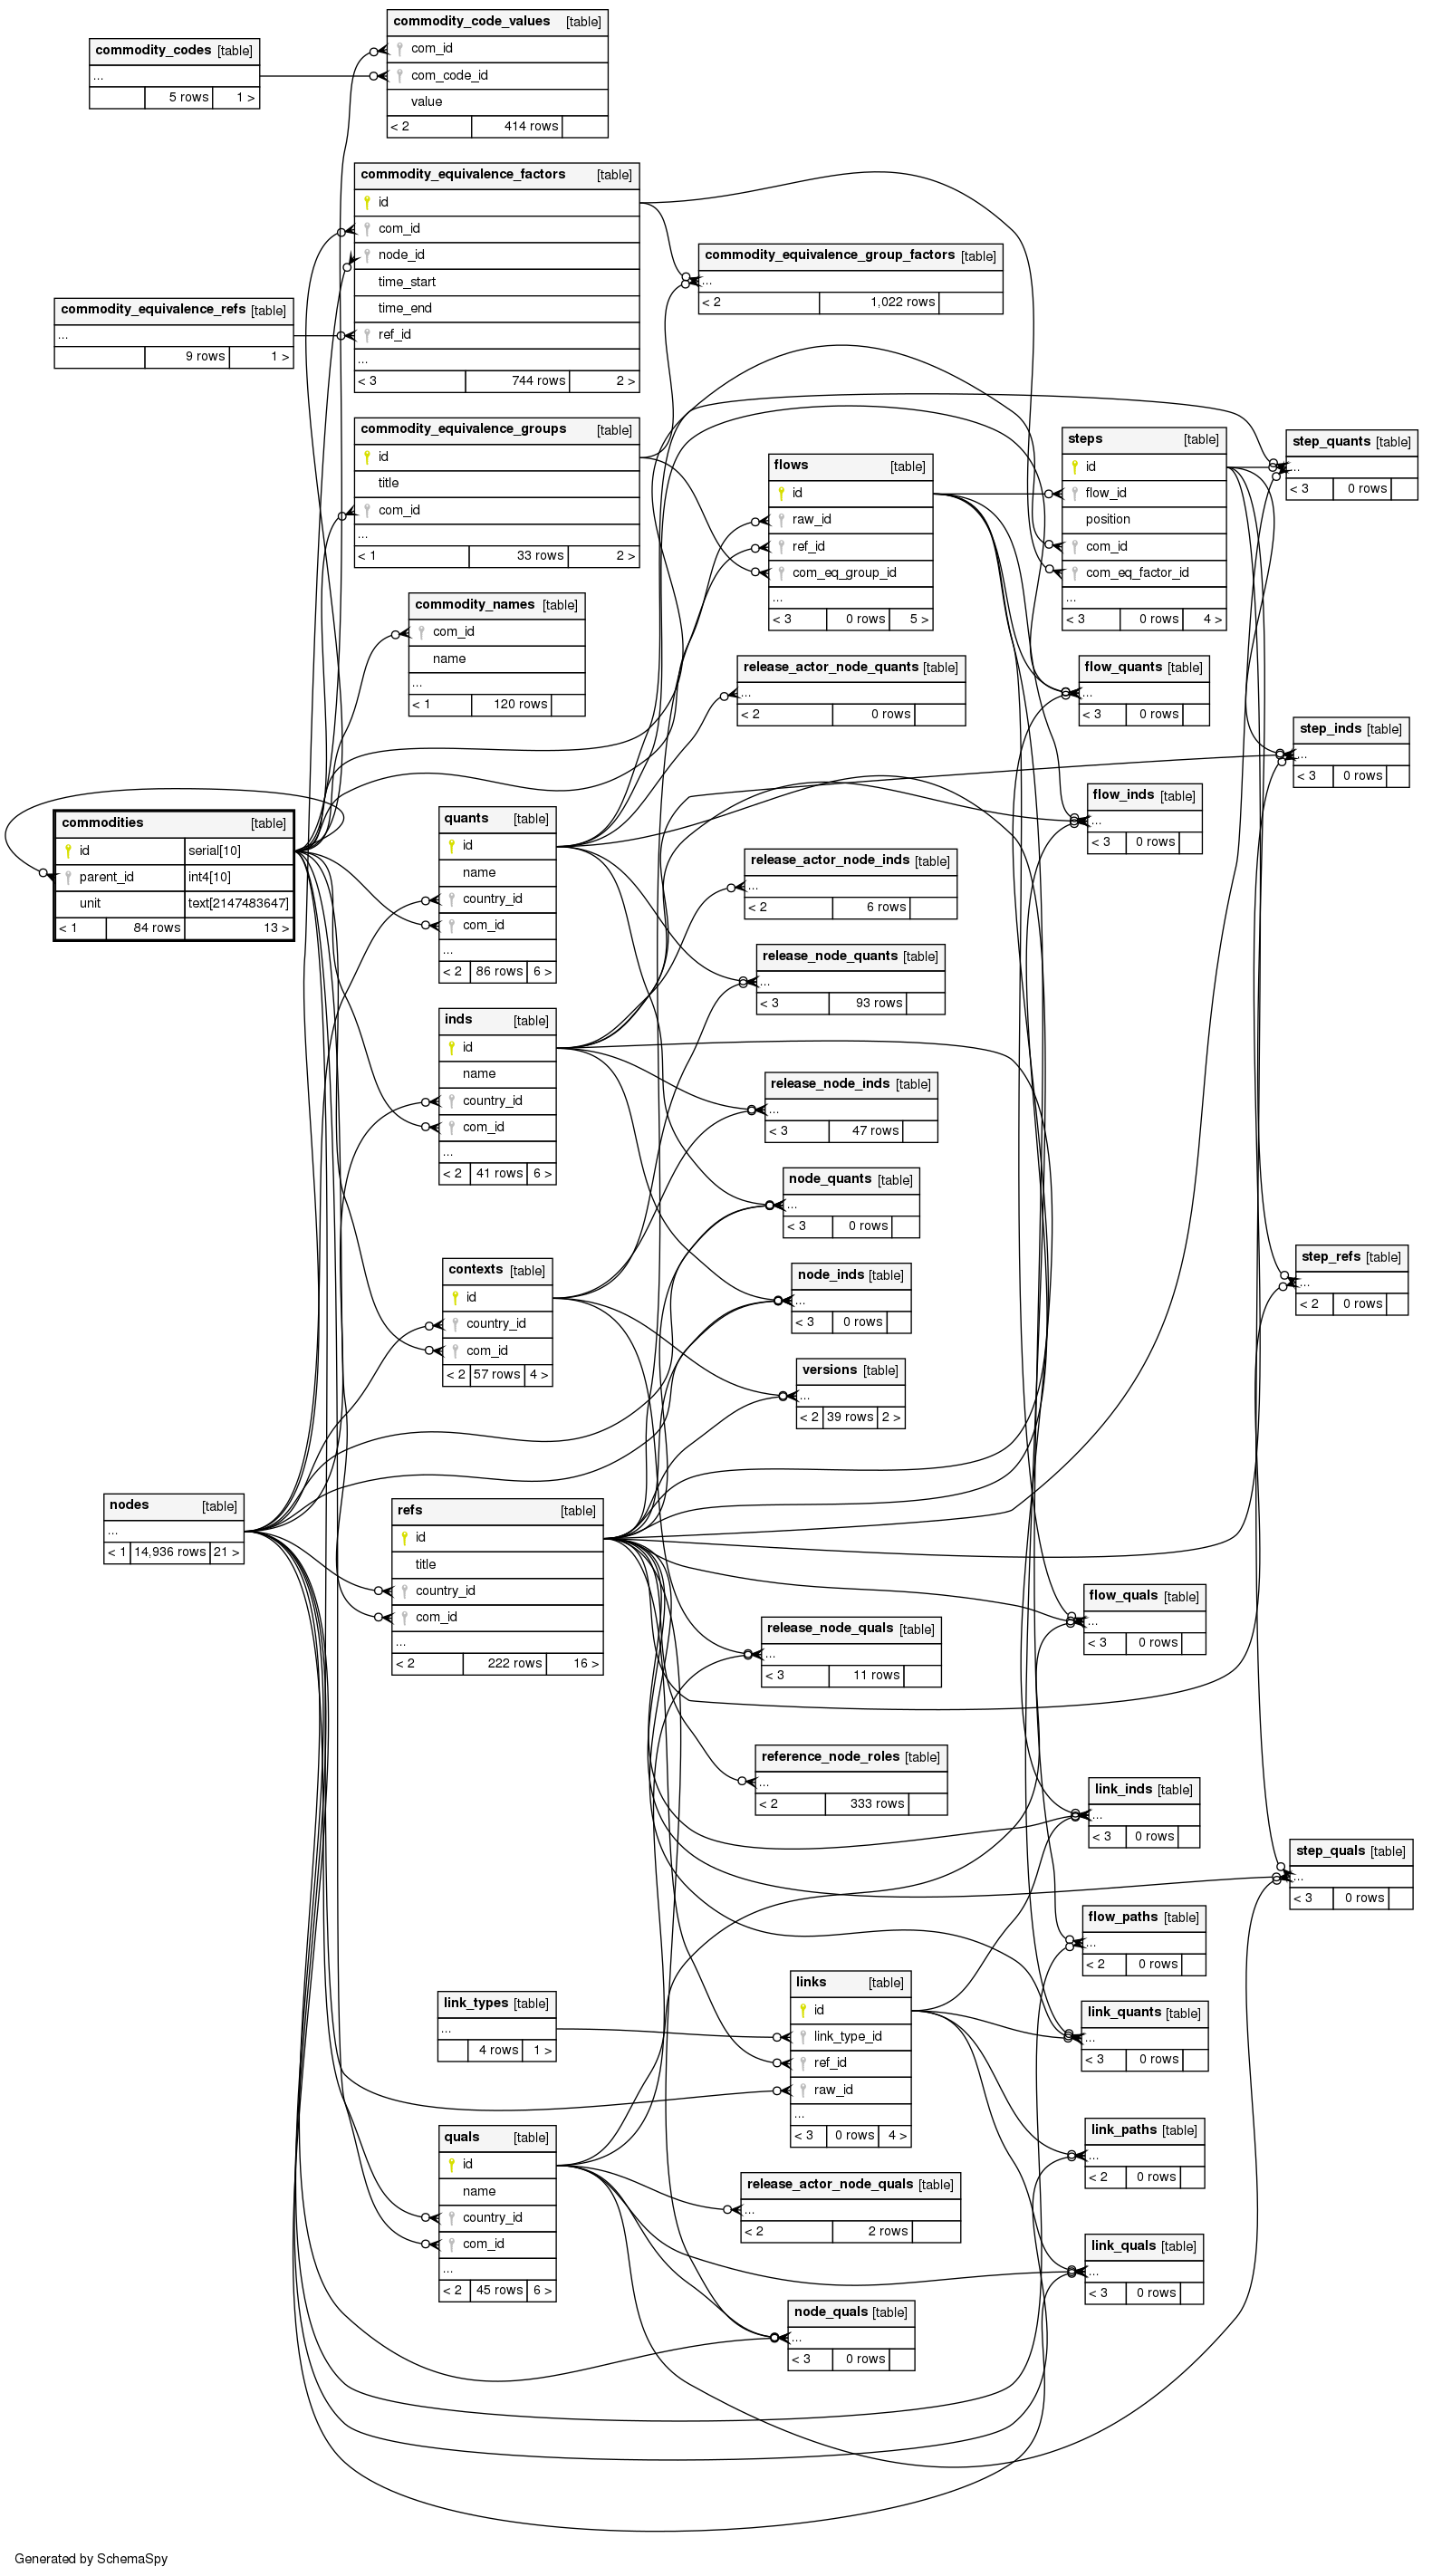 commodity_code_values [table]
com_id
com_code_id
value
< 2 414 rows
commodity_codes [table]
...
5 rows 1 >
commodity_equivalence_factors [table]
id
com_id
node_id
time_start
time_end
ref_id
...
< 3 744 rows 2 >
commodity_equivalence_group_factors [table]
...
< 2 1,022 rows
commodity_equivalence_refs [table]
...
9 rows 1 >
commodity_equivalence_groups [table]
id
title
com_id
...
< 1 33 rows 2 >
steps [table]
id
flow_id
position
com_id
com_eq_factor_id
...
< 3 0 rows 4 >
step_quants [table]
...
< 3 0 rows
flows [table]
id
raw_id
ref_id
com_eq_group_id
...
< 3 0 rows 5 >
commodity_names [table]
com_id
name
...
< 1 120 rows
release_actor_node_quants [table]
...
< 2 0 rows
flow_quants [table]
...
< 3 0 rows
step_inds [table]
...
< 3 0 rows
flow_inds [table]
...
< 3 0 rows
commodities [table]
id serial[10]
parent_id int4[10]
unit text[2147483647]
< 1 84 rows 13 >
quants [table]
id
name
country_id
com_id
...
< 2 86 rows 6 >
release_actor_node_inds [table]
...
< 2 6 rows
release_node_quants [table]
...
< 3 93 rows
inds [table]
id
name
country_id
com_id
...
< 2 41 rows 6 >
release_node_inds [table]
...
< 3 47 rows
node_quants [table]
...
< 3 0 rows
contexts [table]
id
country_id
com_id
< 2 57 rows 4 >
node_inds [table]
...
< 3 0 rows
step_refs [table]
...
< 2 0 rows
versions [table]
...
< 2 39 rows 2 >
nodes [table]
...
< 1 14,936 rows 21 >
refs [table]
id
title
country_id
com_id
...
< 2 222 rows 16 >
flow_quals [table]
...
< 3 0 rows
release_node_quals [table]
...
< 3 11 rows
reference_node_roles [table]
...
< 2 333 rows
link_inds [table]
...
< 3 0 rows
step_quals [table]
...
< 3 0 rows
flow_paths [table]
...
< 2 0 rows
links [table]
id
link_type_id
ref_id
raw_id
...
< 3 0 rows 4 >
link_types [table]
...
4 rows 1 >
link_quants [table]
...
< 3 0 rows
link_paths [table]
...
< 2 0 rows
quals [table]
id
name
country_id
com_id
...
< 2 45 rows 6 >
release_actor_node_quals [table]
...
< 2 2 rows
link_quals [table]
...
< 3 0 rows
node_quals [table]
...
< 3 0 rows
Generated by SchemaSpy